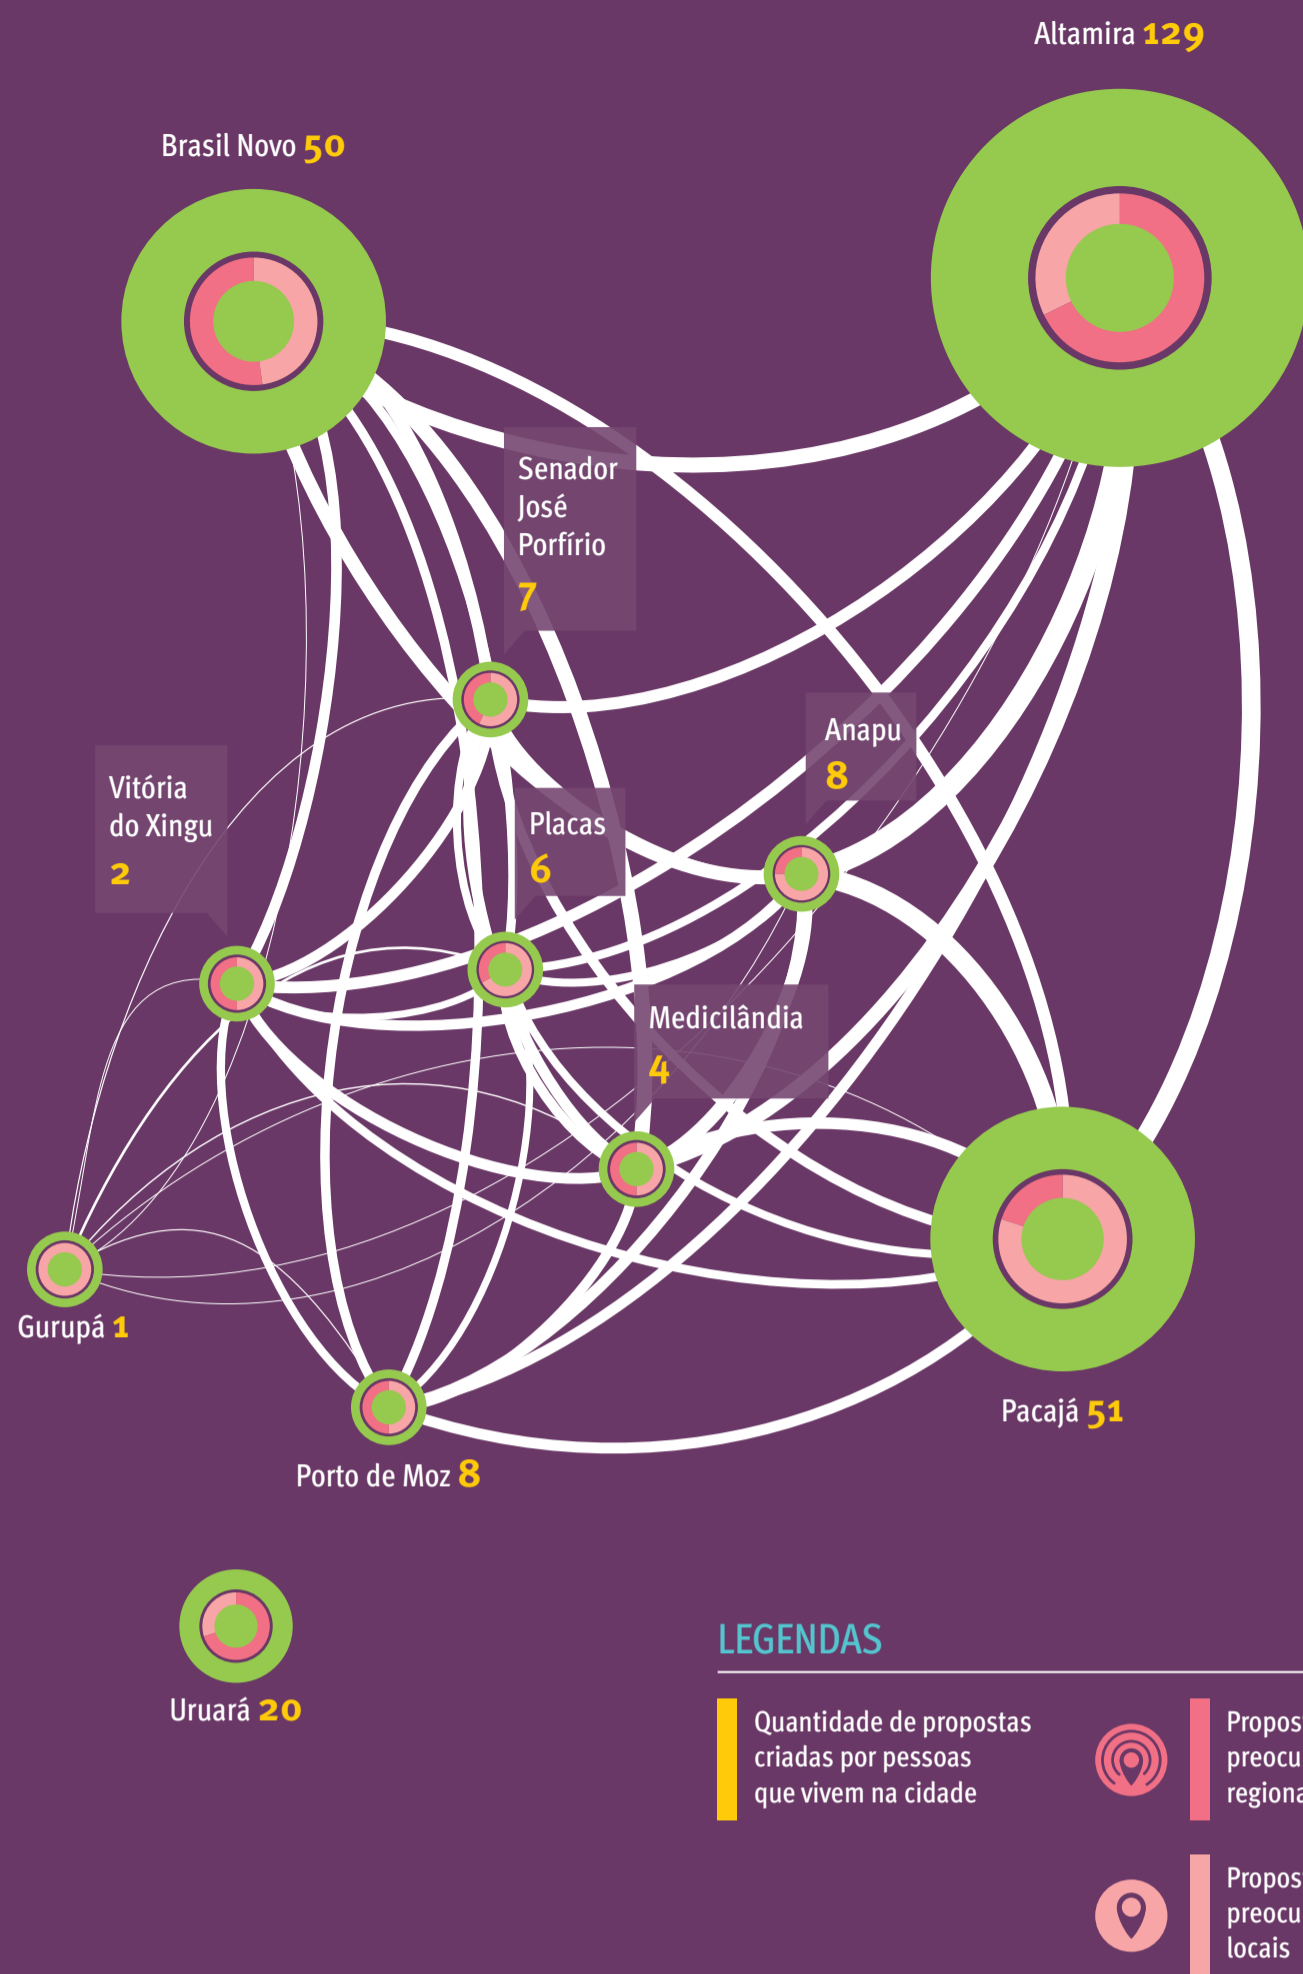 Altamira 129
Brasil Novo 50
Senador
José
Porfírio
7
Anapu
8
Vitória
do Xingu
2
Placas
6
Medicilândia
4
Gurupá 1
Pacajá 51
Porto de Moz 8
Uruará 20
LEGENDAS
Quantidade de propostas
criadas por pessoas
que vivem na cidade
locais